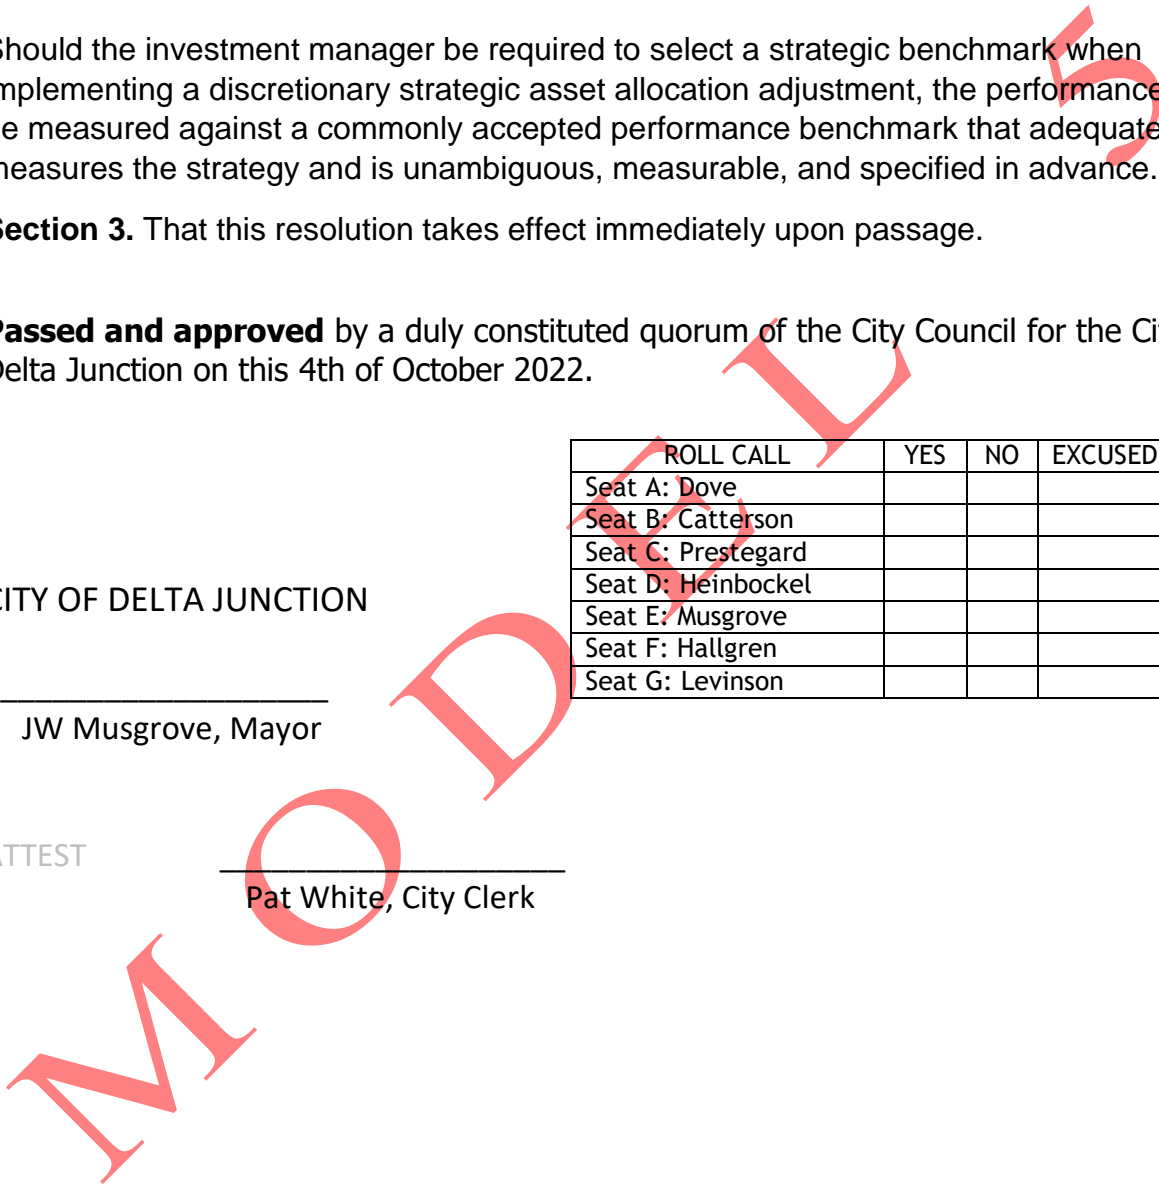 Should the investment manager be required to select a strategic benchmark when
implementing a discretionary strategic asset allocation adjustment, the performance
be measured against a commonly accepted performance benchmark that
measures the strategy and is unambiguous, measurable, and specified in advance.
Section 3. That this resolution takes effect immediately upon passage.
Passed and approved by a duly constituted quorum of the City Council for the
Delta Junction on this 4th of October 2022.
ROLL CALL YES NO EXCUSED
Seat A: Dove
Seat B: Catterson
Seat C: Prestegard
Seat D: Heinbockel
Seat E: Musgrove
Seat F: Hallgren
Seat G: Levinson
CITY OF DELTA JUNCTION
JW Musgrove, Mayor
ATTEST
Pat White, City Clerk
MODEL 5